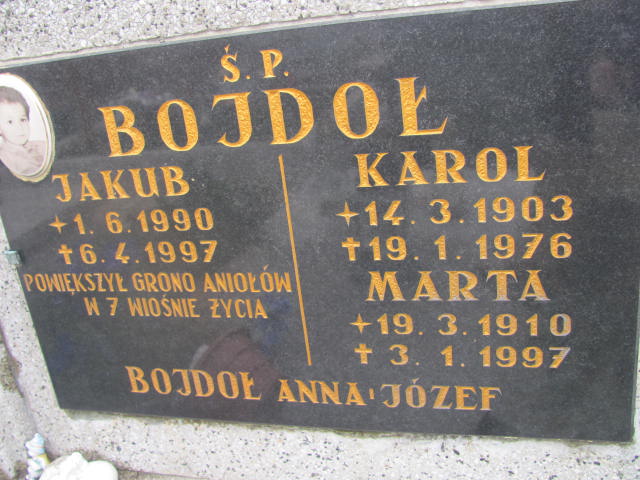 Ś. P.
BOJDOŁ
JAKUB
1. 6. 1990
✝ 6. 4. 1997
POWIĘKSZYŁ GRONO ANIOŁÓW
W 7 WIOŚNIE ŻYCIA
KAROL
14. 3. 1903
✝ 19. 1. 1976
MARTA
19. 3. 1910
✝ 3. 1. 1997
BOJDOŁ ANNA I JÓZEF